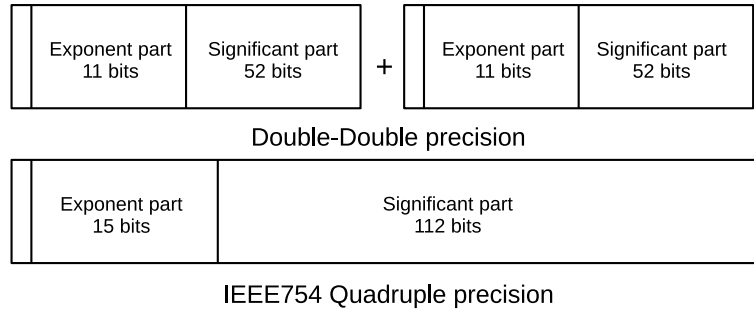 Exponent part
11 bits
Significant part
52 bits
+
Exponent part
11 bits
Significant part
52 bits
Double-Double precision
Exponent part
15 bits
Significant part
112 bits
IEEE754 Quadruple precision